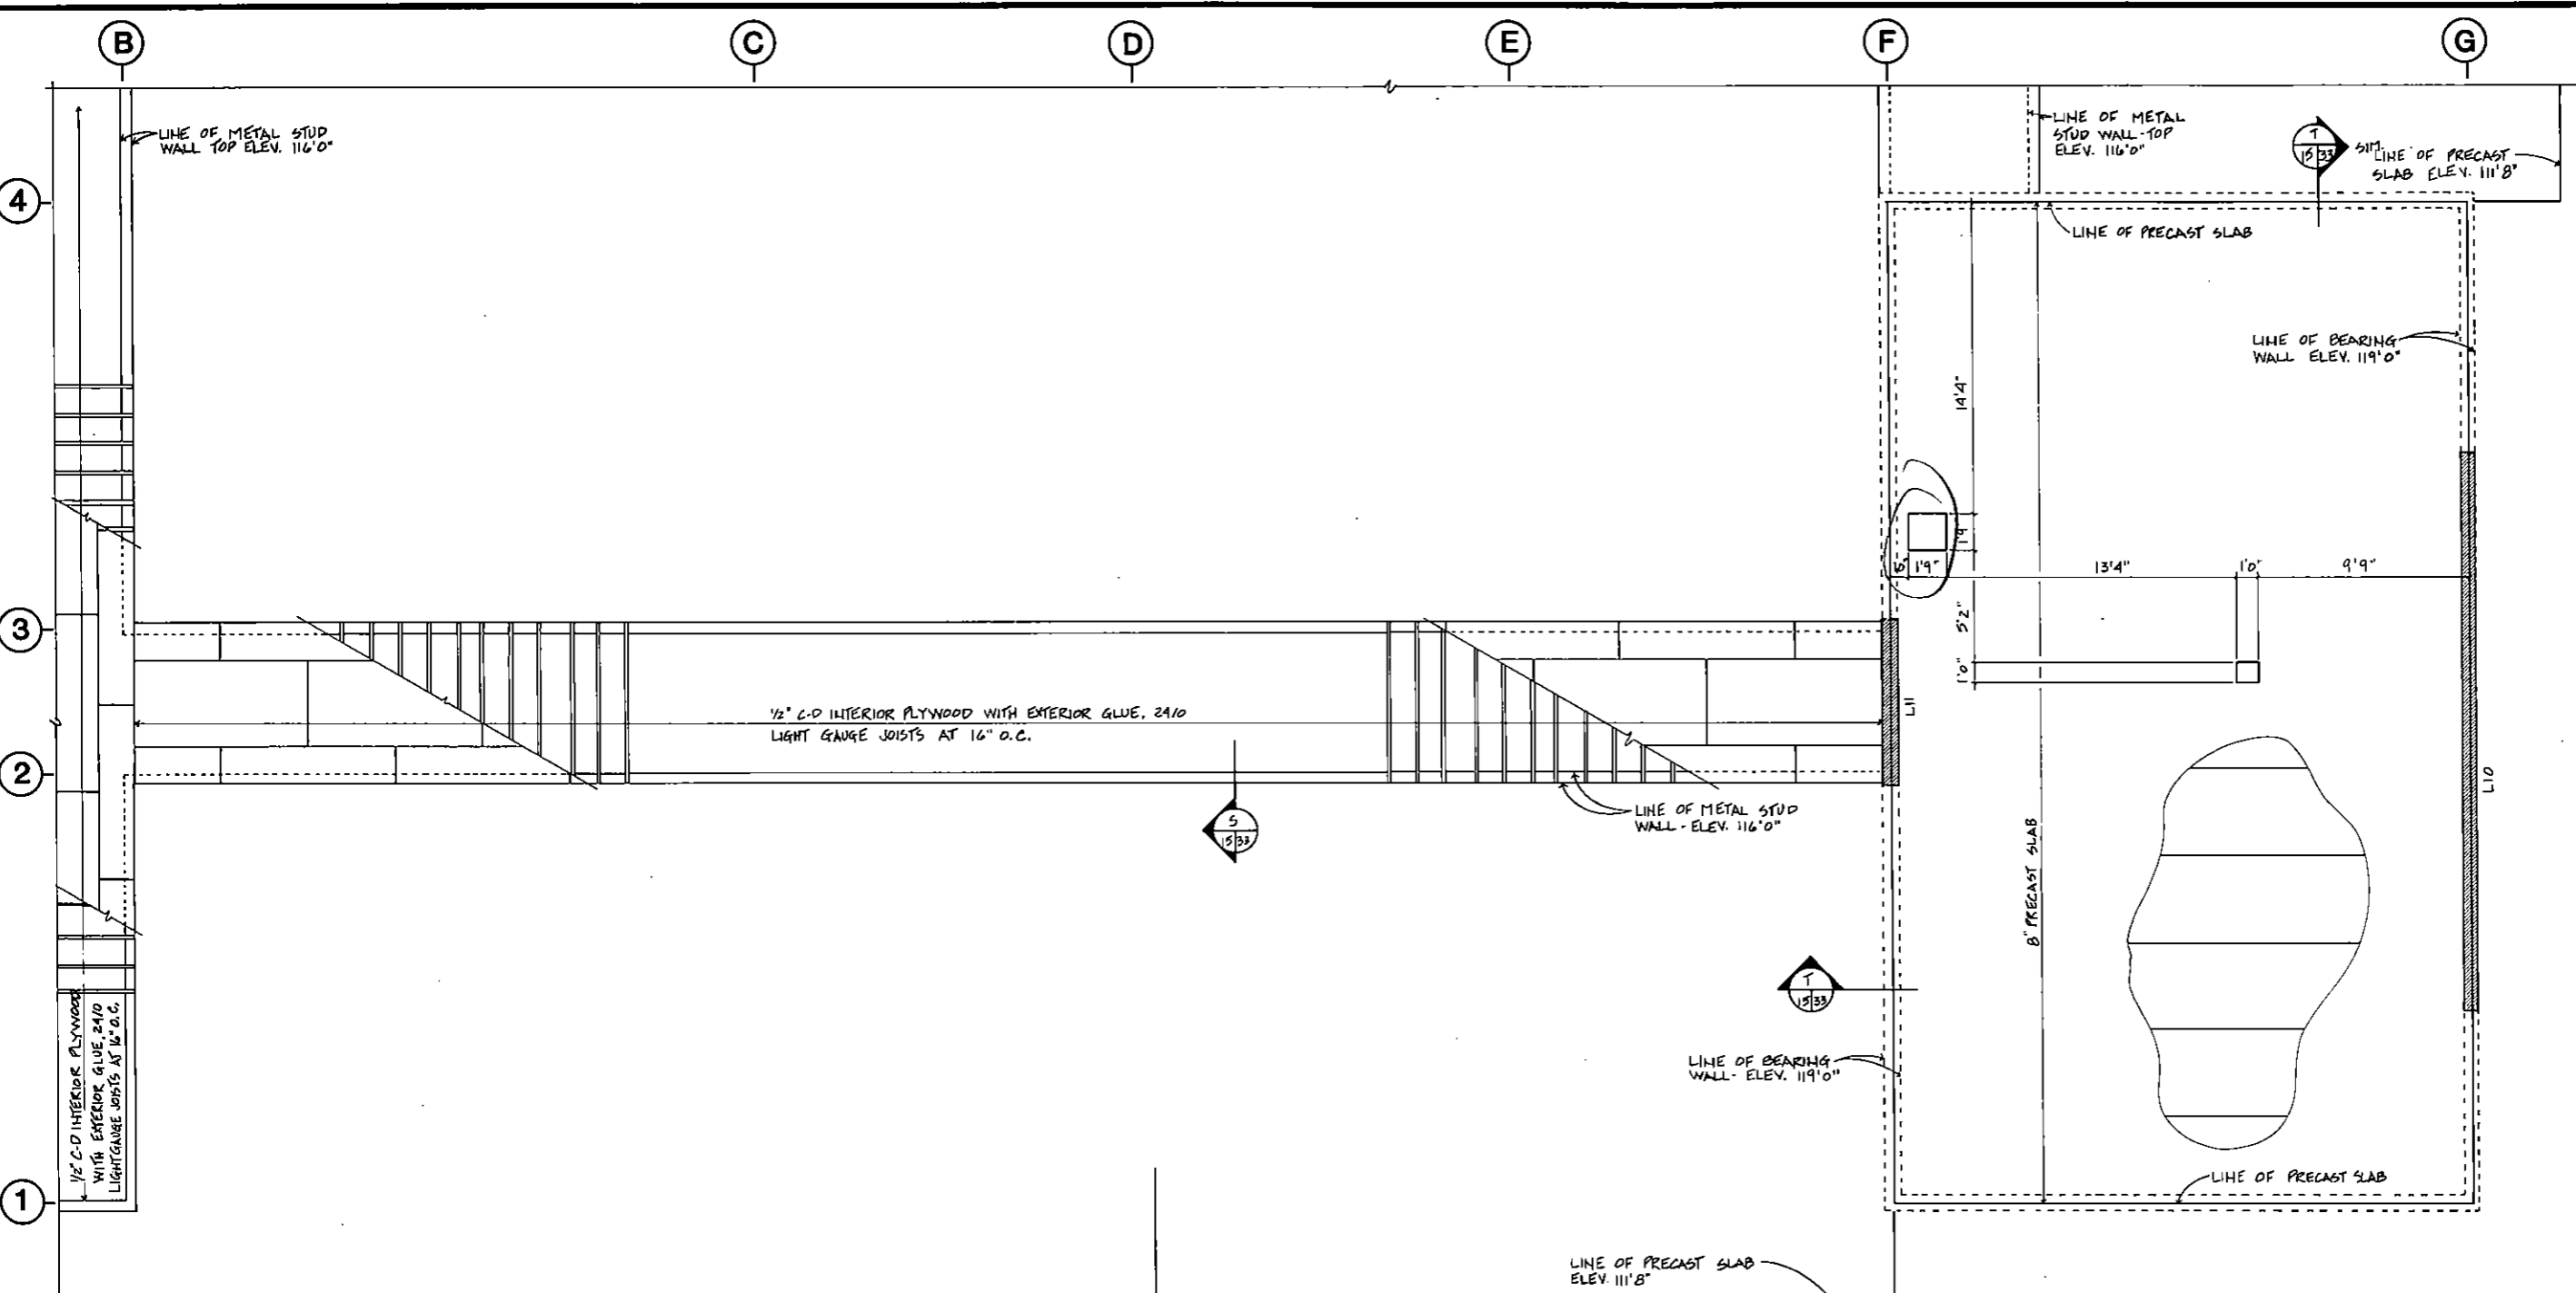 B
C
D
E
F
G
4
3
2
1
LINE OF METAL STUD
WALL TOP ELEV. 116'0"
LINE OF METAL
STUD WALL-TOP
ELEV. 116'0"
T
15 33
SIM.
LINE OF PRECAST
SLAB ELEV. 111'8"
LINE OF PRECAST SLAB
LINE OF BEARING
WALL ELEV. 119'0"
14'4"
1'9"
1'9"
13'4"
1'0"
9'9"
5'2"
1'0"
L11
L10
1/2" C-D INTERIOR PLYWOOD WITH EXTERIOR GLUE, 24/0
LIGHT GAUGE JOISTS AT 16" O.C.
S
15 33
LINE OF METAL STUD
WALL - ELEV. 116'0"
8" PRECAST SLAB
T
15 33
LINE OF BEARING
WALL - ELEV. 119'0"
1/2" C-D INTERIOR PLYWOOD
WITH EXTERIOR GLUE, 24/0
LIGHT GAUGE JOISTS AT 16" O.C.
LINE OF PRECAST SLAB
LINE OF PRECAST SLAB
ELEV. 111'8"